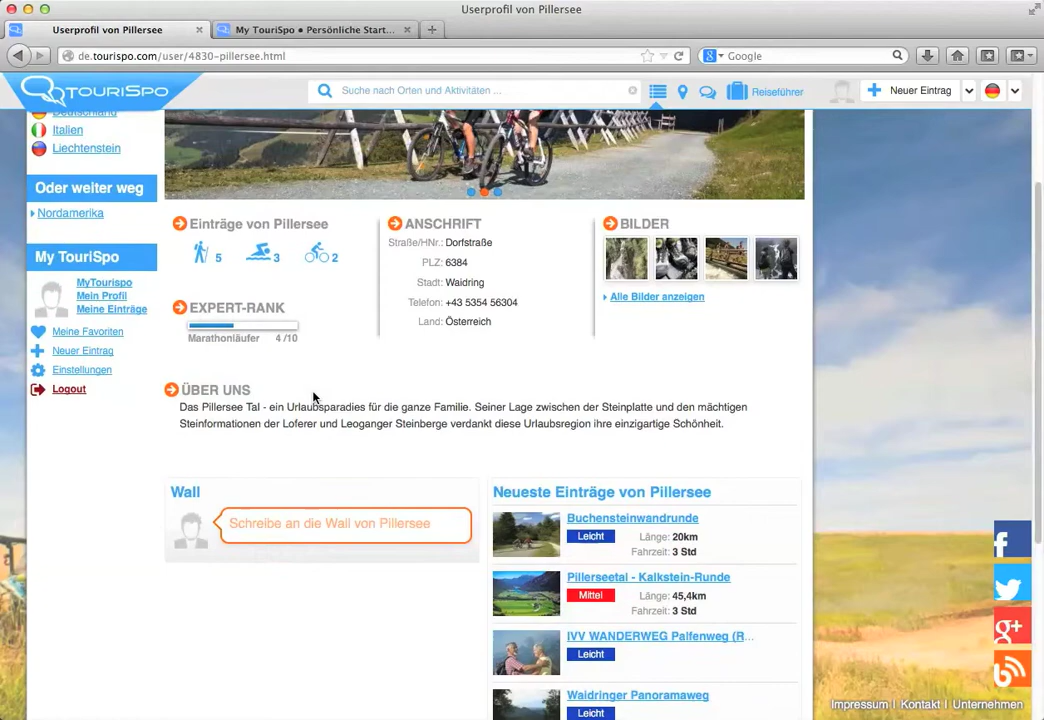 Userprofil von Pillersee
Userprofil von Pillersee
My TouriSpo • Persönliche Start...
de.tourispo.com/user/4830-pillersee.html
Google
TOURISPO
Suche nach Orten und Aktivitäten ...
Reiseführer
Neuer Eintrag
Deutschland
Italien
Liechtenstein
Oder weiter weg
Nordamerika
My TouriSpo
MyTourispo
Mein Profil
Meine Einträge
Meine Favoriten
Neuer Eintrag
Einstellungen
Logout
Einträge von Pillersee
5
3
2
EXPERT-RANK
Marathonläufer 4 /10
ANSCHRIFT
Straße/HNr.: Dorfstraße
PLZ: 6384
Stadt: Waidring
Telefon: +43 5354 56304
Land: Österreich
BILDER
Alle Bilder anzeigen
ÜBER UNS
Das Pillersee Tal - ein Urlaubsparadies für die ganze Familie. Seiner Lage zwischen der Steinplatte und den mächtigen
Steinformationen der Loferer und Leoganger Steinberge verdankt diese Urlaubsregion ihre einzigartige Schönheit.
Wall
Schreibe an die Wall von Pillersee
Neueste Einträge von Pillersee
Buchensteinwandrunde
Leicht Länge: 20km
Fahrzeit: 3 Std
Pillerseetal - Kalkstein-Runde
Mittel Länge: 45,4km
Fahrzeit: 3 Std
IVV WANDERWEG Palfenweg (R...
Leicht
Waidringer Panoramaweg
Leicht
f
g+
Impressum | Kontakt | Unternehmen